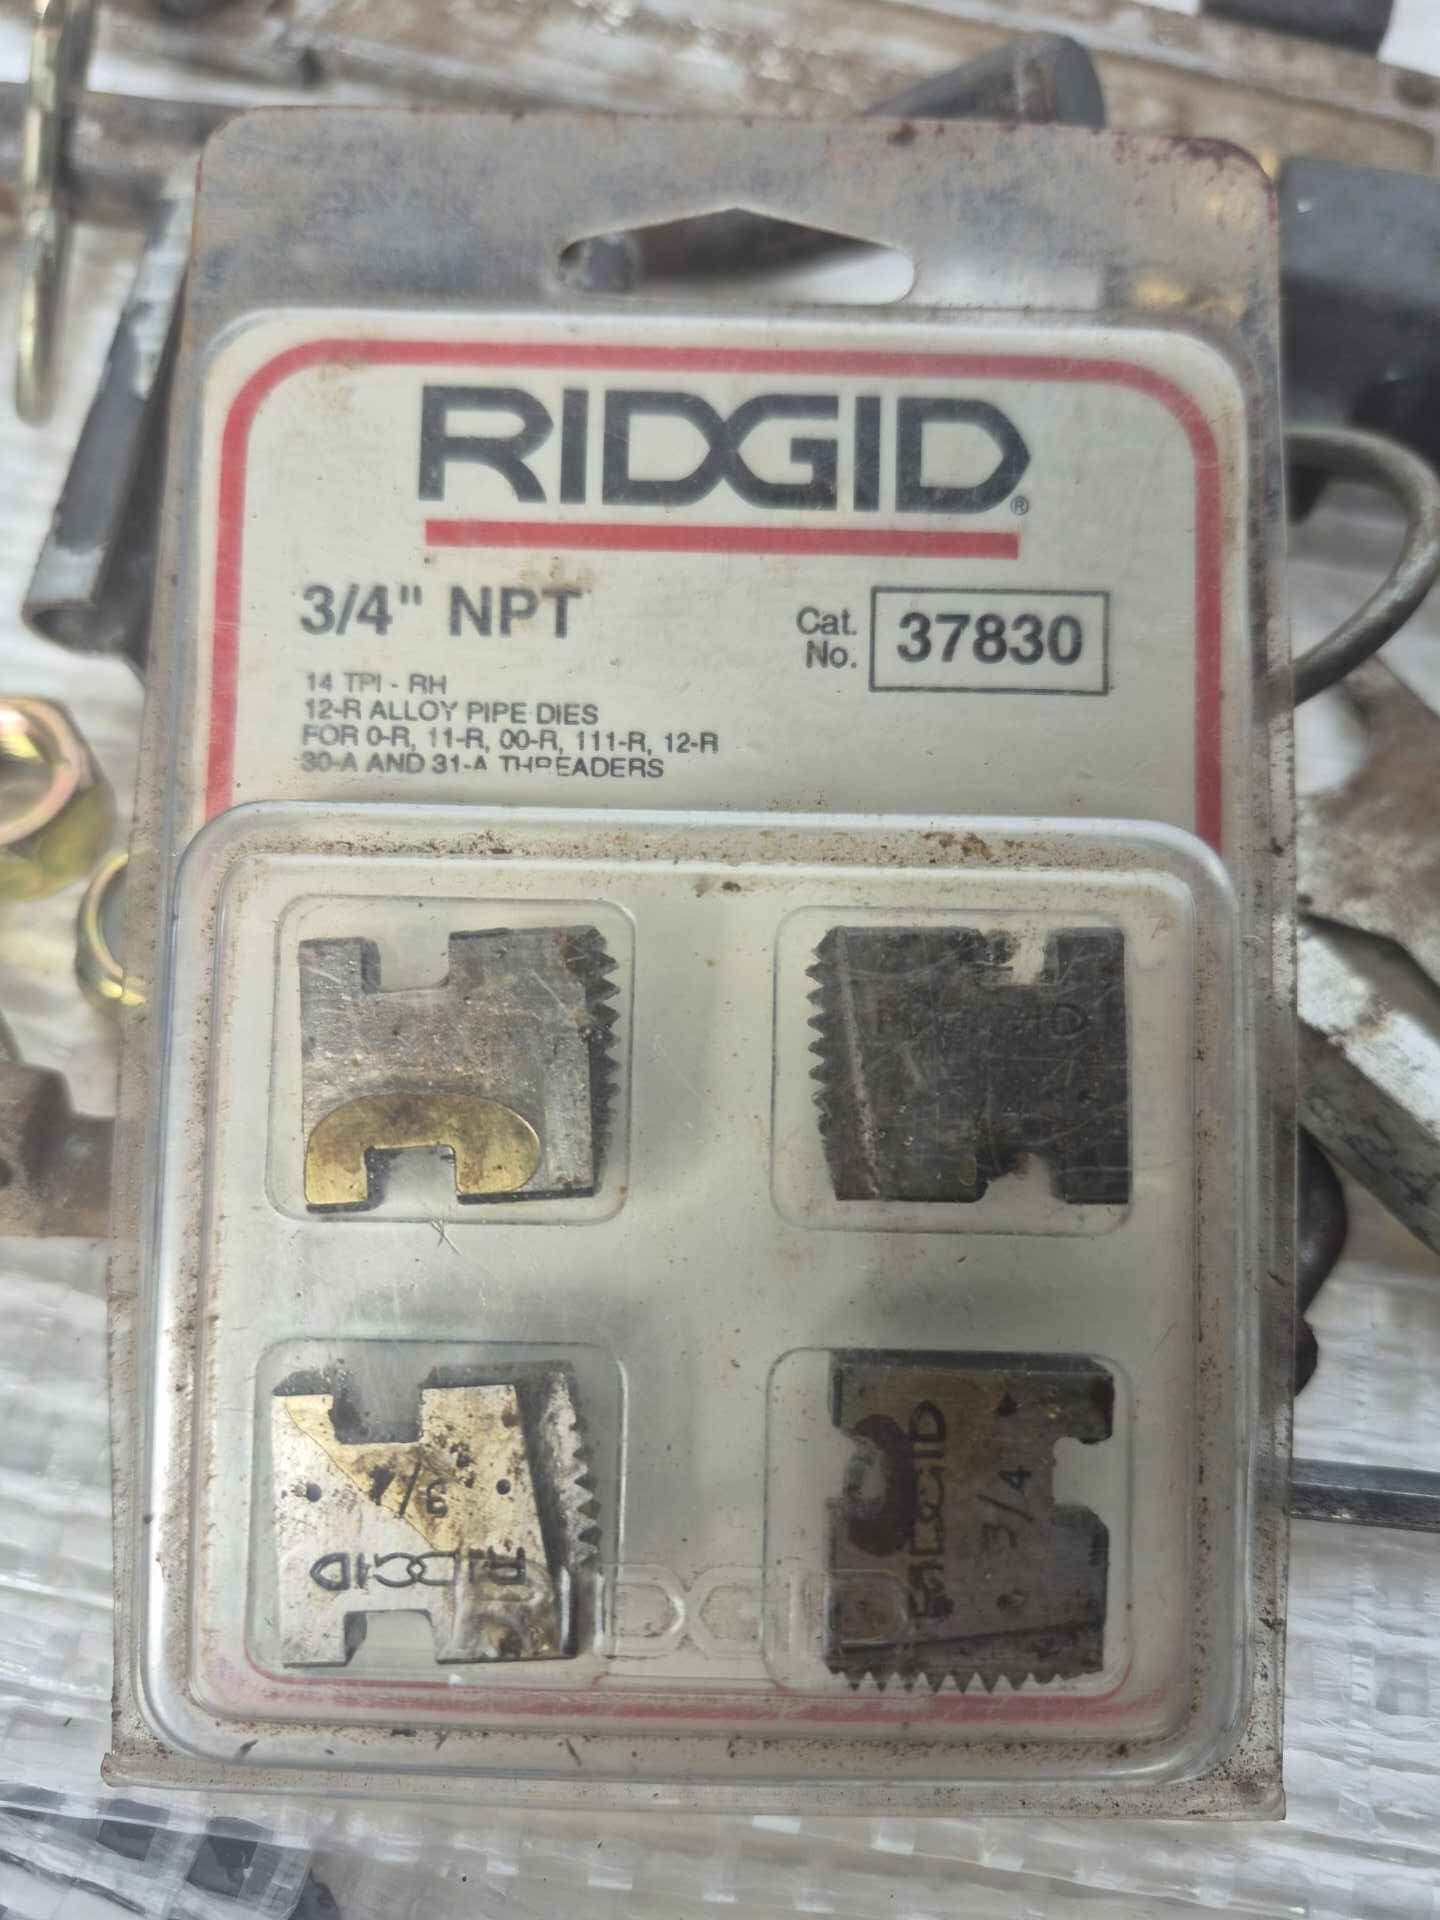 RIDGID®
3/4" NPT
Cat. No. 37830
14 TPI - RH
12-R ALLOY PIPE DIES
FOR 0-R, 11-R, 00-R, 111-R, 12-R
30-A AND 31-A THREADERS
3/4
RIDGID
RIDGID
3/4
RIDGID